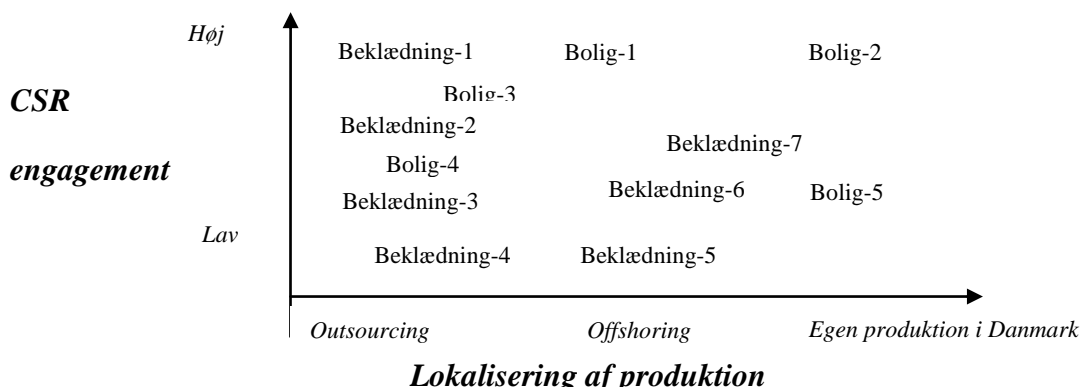 Høj
Beklædning-1 Bolig-1 Bolig-2
CSR
Bolig-3
Beklædning-2
Beklædning-7
engagement
Bolig-4
Beklædning-6 Bolig-5
Beklædning-3
Lav
Beklædning-4 Beklædning-5
Outsourcing Offshoring Egen produktion i Danmark
Lokalisering af produktion